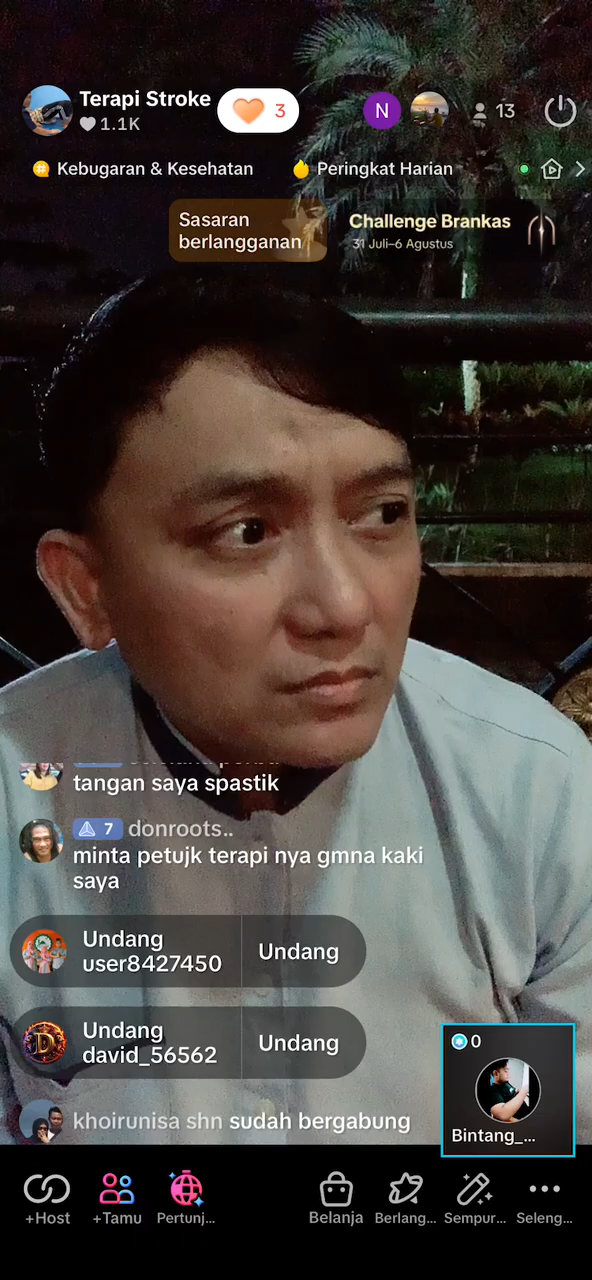 Terapi Stroke
1.1K
3
N
13
Kebugaran & Kesehatan
Peringkat Harian
Sasaran
berlangganan
Challenge Brankas
31 Juli–6 Agustus
tangan saya spastik
7 donroots..
minta petujk terapi nya gmna kaki
saya
Undang
user8427450
Undang
Undang
david_56562
Undang
khoirunisa shn sudah bergabung
0
Bintang_...
+Host
+Tamu
Pertunj...
Belanja
Berlang...
Sempur...
Seleng...